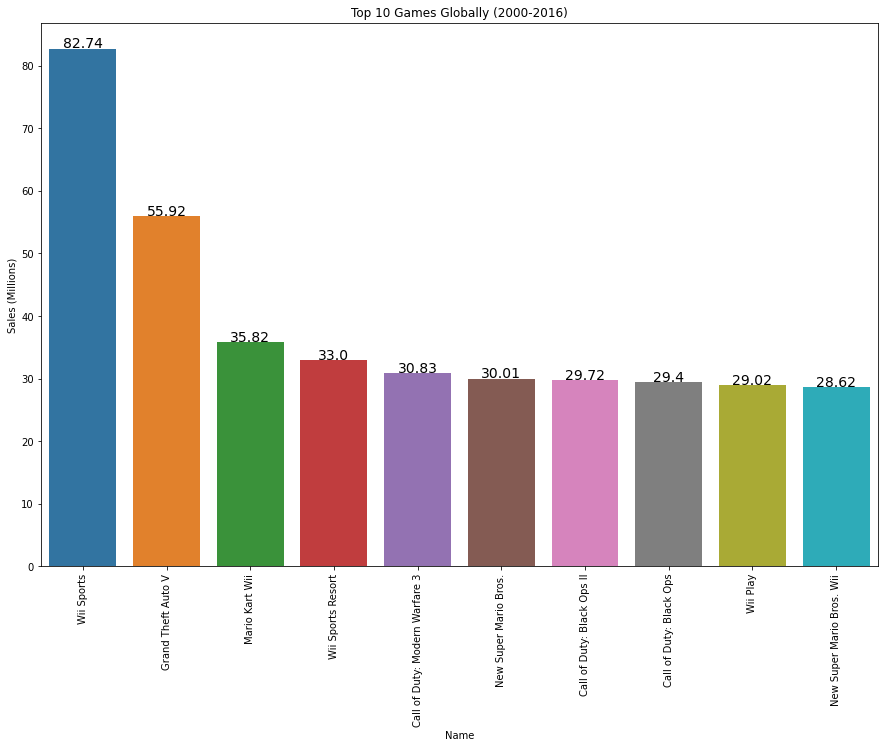 Top 10 Games Globally (2000-2016)
Sales (Millions)
80
70
60
50
40
30
20
10
0
82.74
55.92
35.82
33.0
30.83
30.01
29.72
29.4
29.02
28.62
Wii Sports
Grand Theft Auto V
Mario Kart Wii
Wii Sports Resort
Call of Duty: Modern Warfare 3
New Super Mario Bros.
Call of Duty: Black Ops II
Call of Duty: Black Ops
Wii Play
New Super Mario Bros. Wii
Name